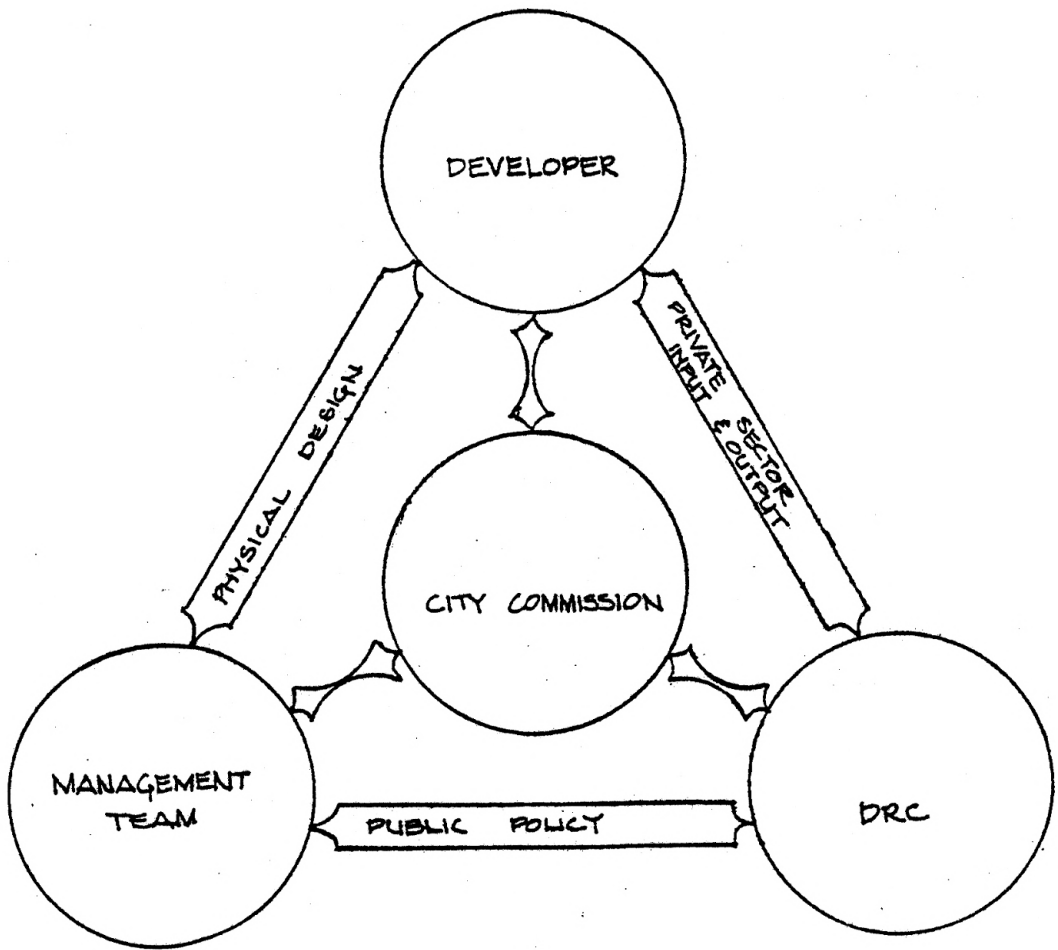 DEVELOPER
PHYSICAL DESIGN
PRIVATE SECTOR
INPUT & OUTPUT
CITY COMMISSION
MANAGEMENT
TEAM
PUBLIC POLICY
DRC